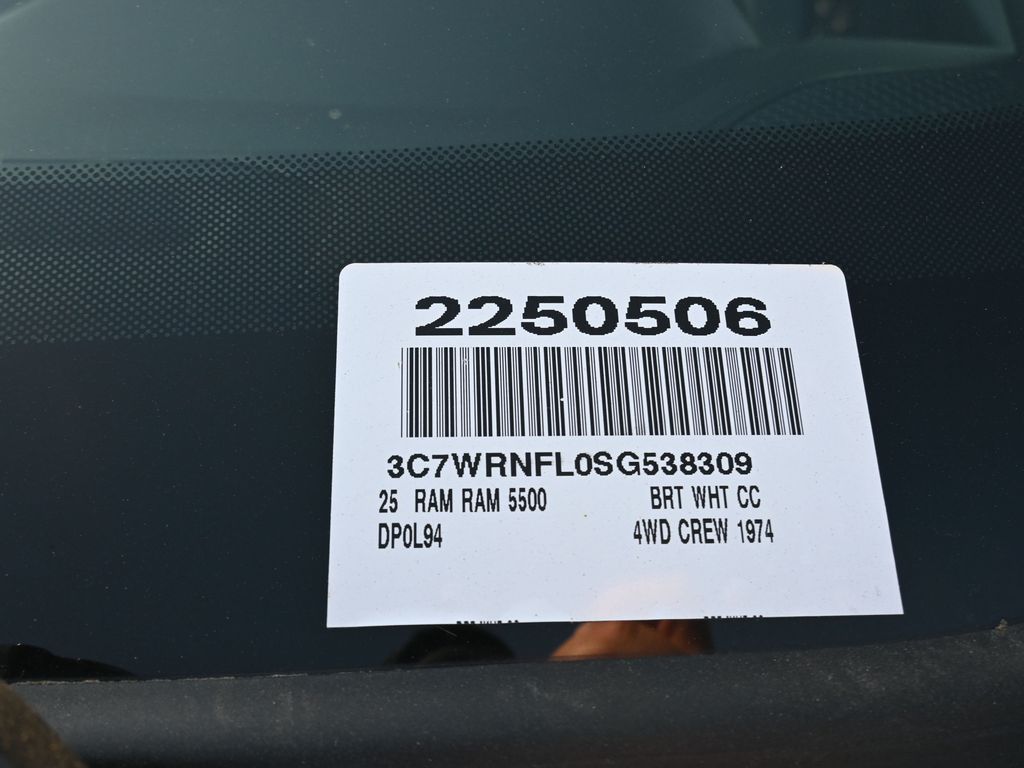 2250506
3C7WRNFL0SG538309
25 RAM RAM 5500 BRT WHT CC
DP0L94 4WD CREW 1974